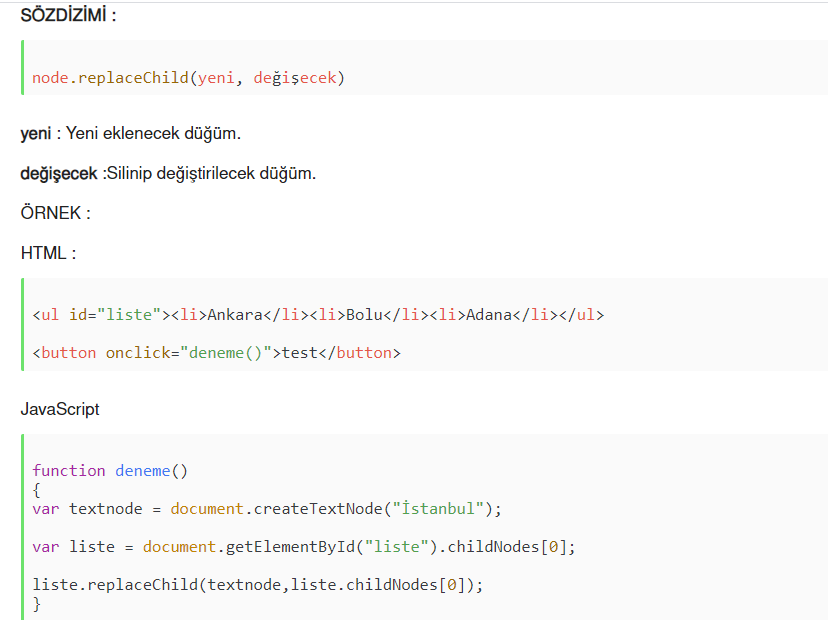 SÖZDİZİMİ :
node.replaceChild(yeni, değişecek)
yeni : Yeni eklenecek düğüm.
değişecek :Silinip değiştirilecek düğüm.
ÖRNEK :
HTML :
<ul id="liste"><li>Ankara</li><li>Bolu</li><li>Adana</li></ul>
<button onclick="deneme()">test</button>
JavaScript
function deneme()
{
var textnode = document.createTextNode("İstanbul");
var liste = document.getElementById("liste").childNodes[0];
liste.replaceChild(textnode,liste.childNodes[0]);
}